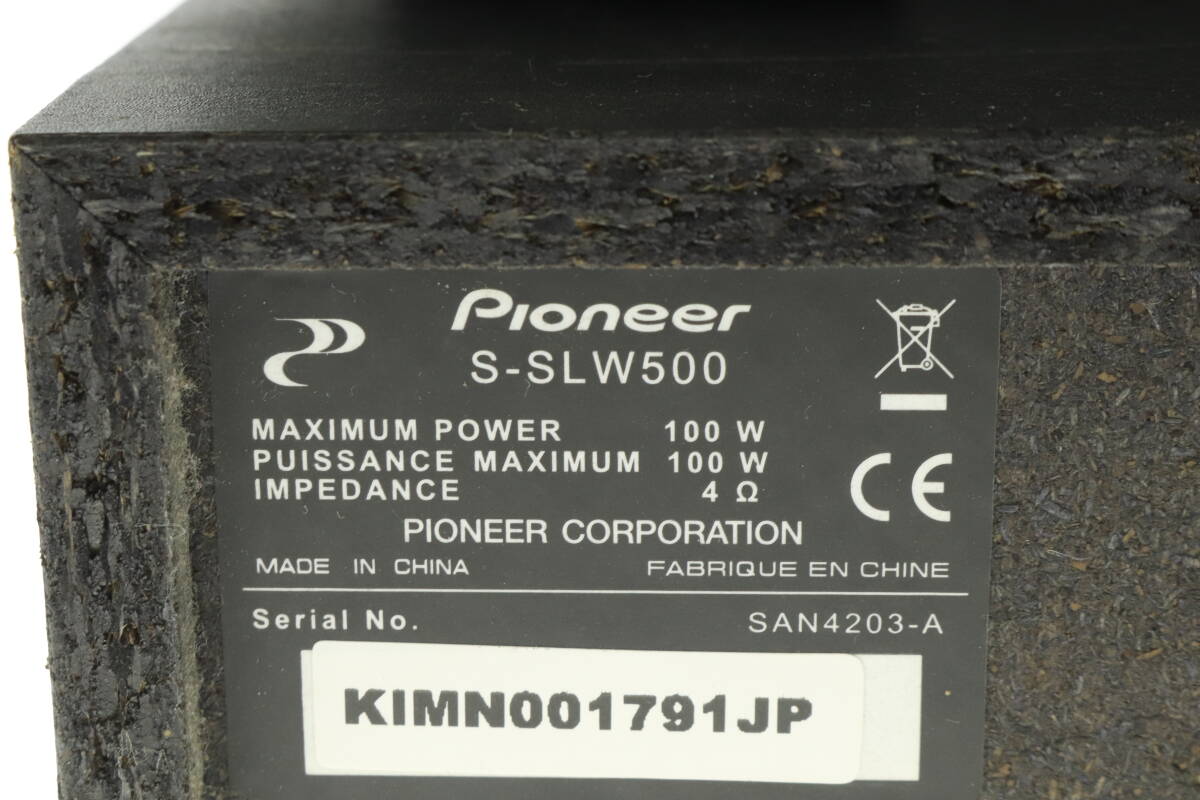 Pioneer
S-SLW500
MAXIMUM POWER 100 W
PUISSANCE MAXIMUM 100 W
IMPEDANCE 4 Ω
CE
PIONEER CORPORATION
MADE IN CHINA FABRIQUE EN CHINE
Serial No. SAN4203-A
KIMN001791JP